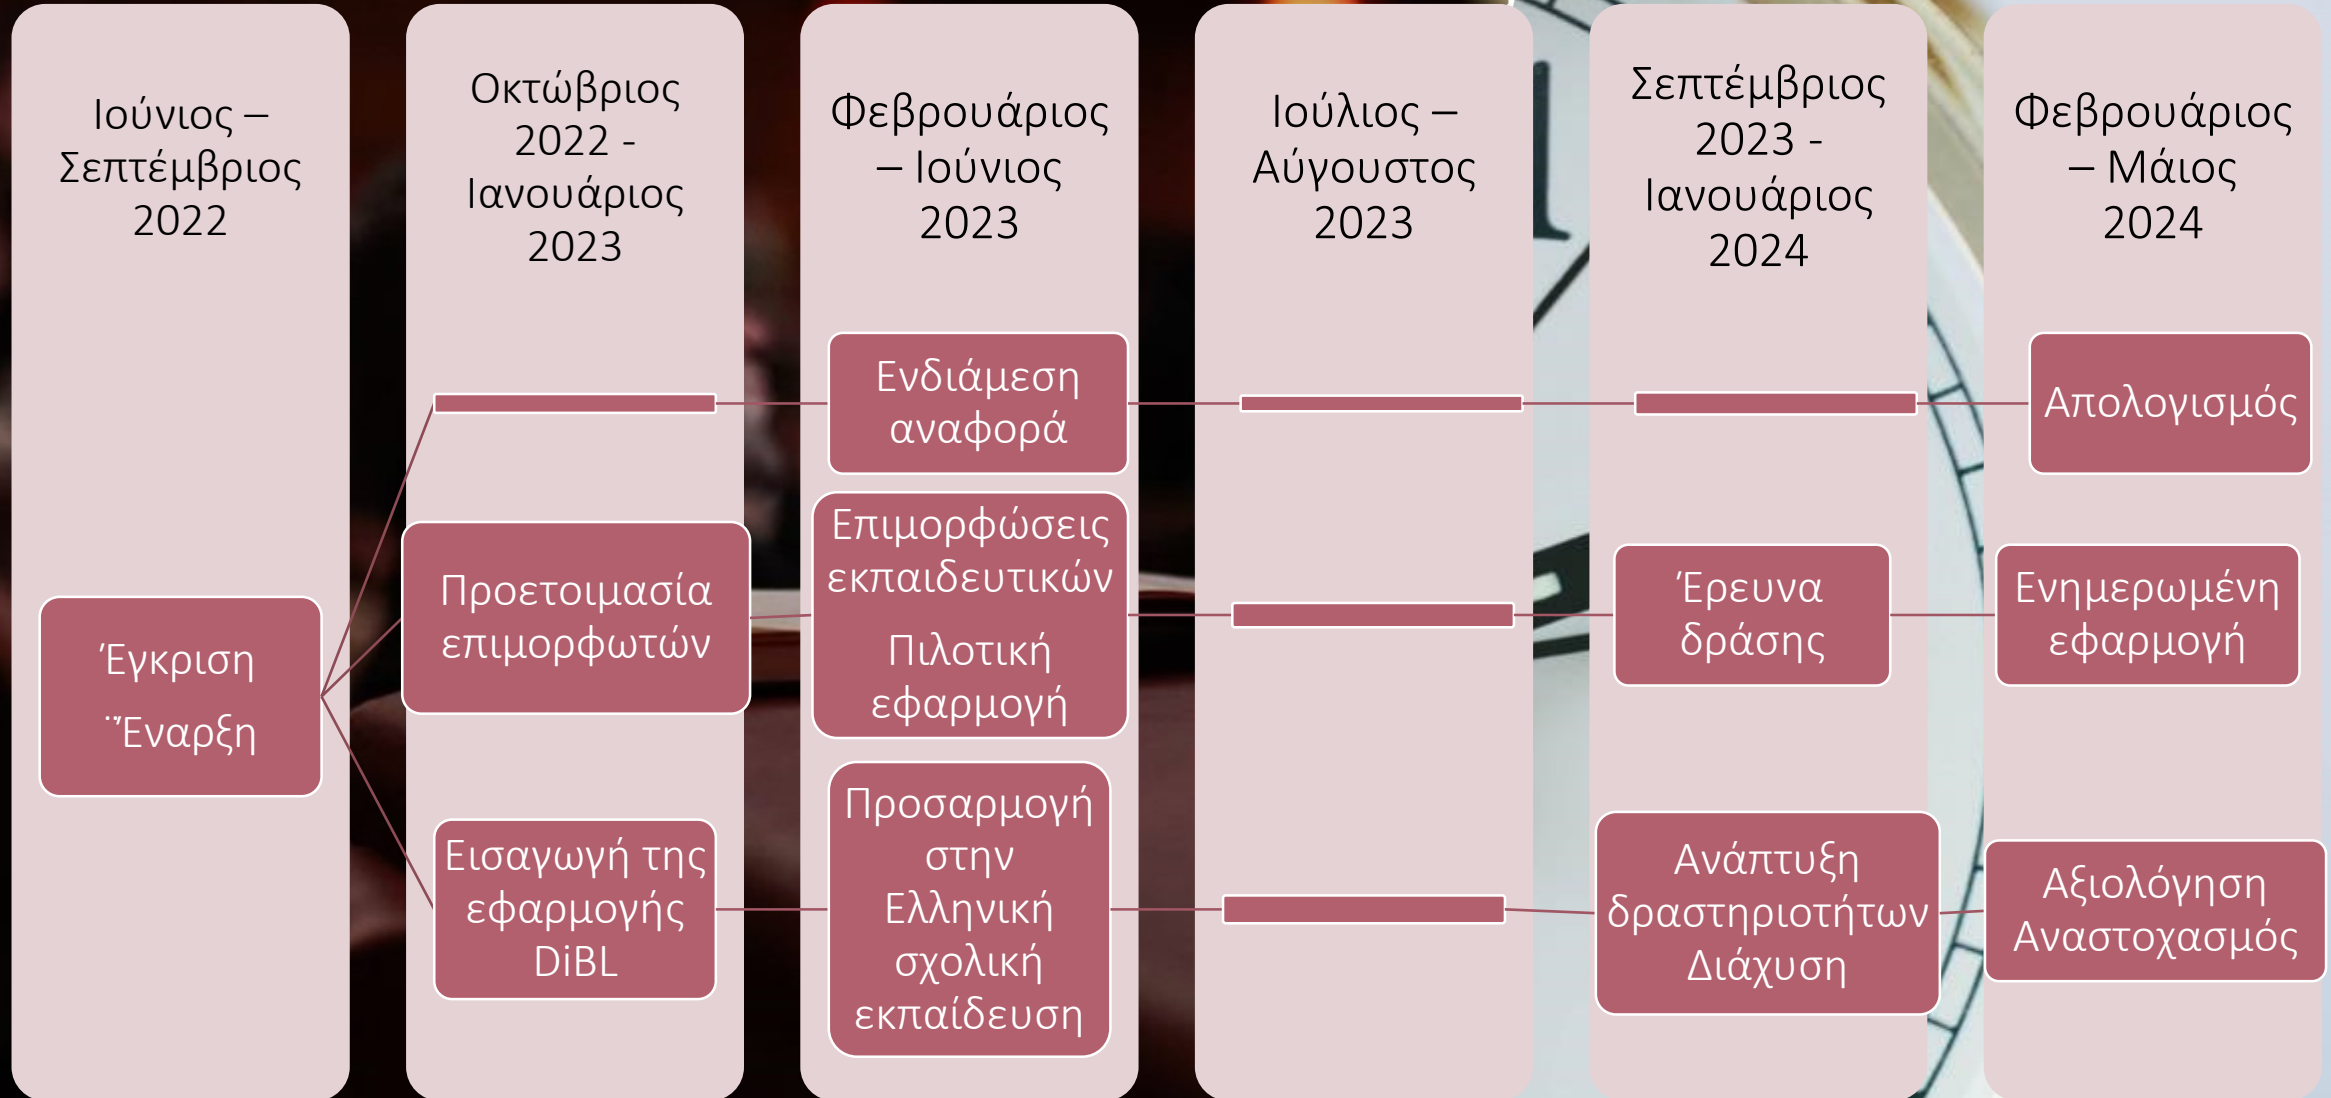 Ιούνιος –
Σεπτέμβριος
2022
Έγκριση
¨Έναρξη
Οκτώβριος
2022 -
Ιανουάριος
2023
Προετοιμασία
επιμορφωτών
Εισαγωγή της
εφαρμογής
DiBL
Φεβρουάριος
– Ιούνιος
2023
Ενδιάμεση
αναφορά
Επιμορφώσεις
εκπαιδευτικών
Πιλοτική
εφαρμογή
Προσαρμογή
στην
Ελληνική
σχολική
εκπαίδευση
Ιούλιος –
Αύγουστος
2023
Σεπτέμβριος
2023 -
Ιανουάριος
2024
Έρευνα
δράσης
Ανάπτυξη
δραστηριοτήτων
Διάχυση
Φεβρουάριος
– Μάιος
2024
Απολογισμός
Ενημερωμένη
εφαρμογή
Αξιολόγηση
Αναστοχασμός